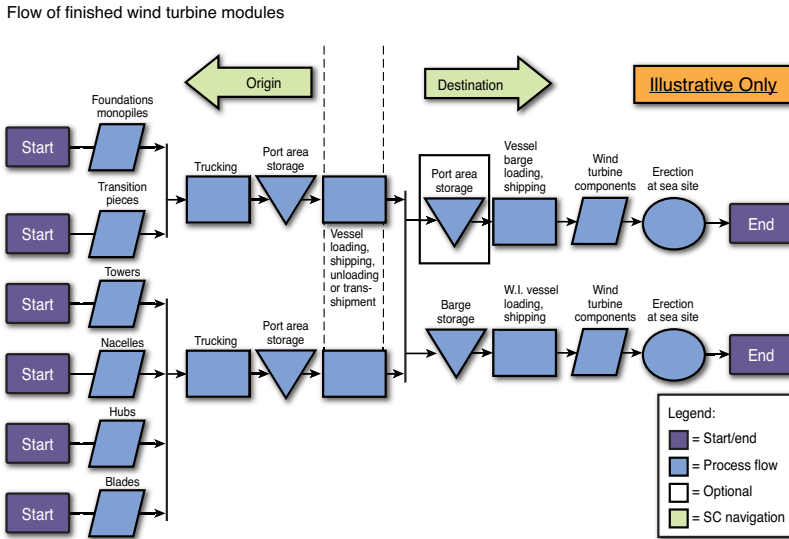 Flow of finished wind turbine modules
Origin
Destination
Illustrative Only
Foundations
monopiles
Start
Transition
pieces
Start
Trucking
Port area
storage
Vessel
loading,
shipping,
unloading
or trans-
shipment
Port area
storage
Vessel
barge
loading,
shipping
Wind
turbine
components
Erection
at sea site
End
Towers
Start
Nacelles
Start
Hubs
Start
Blades
Start
Trucking
Port area
storage
Barge
storage
W.I. vessel
loading,
shipping
Wind
turbine
components
Erection
at sea site
End
Legend:
= Start/end
= Process flow
= Optional
= SC navigation